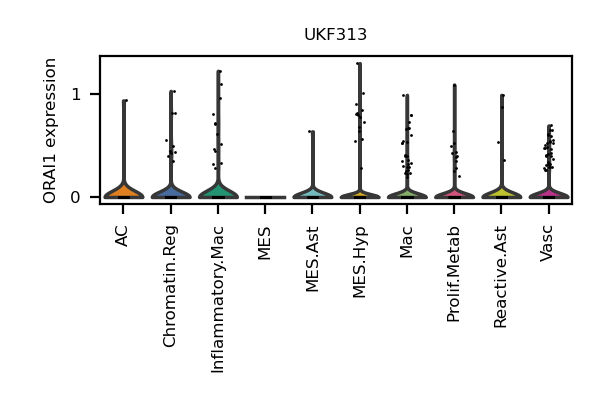 UKF313
ORAI1 expression
1
0
AC
Chromatin.Reg
Inflammatory.Mac
MES
MES.Ast
MES.Hyp
Mac
Prolif.Metab
Reactive.Ast
Vasc